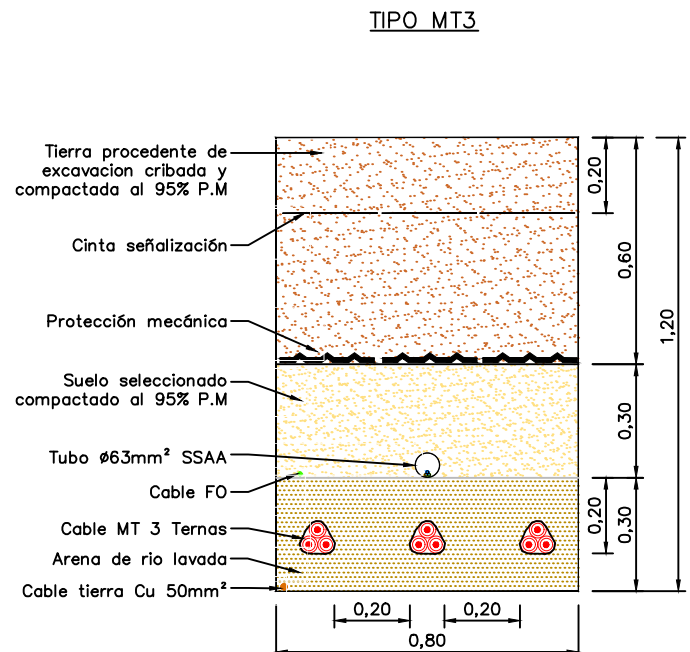 TIPO MT3
Tierra procedente de
excavacion cribada y
compactada al 95% P.M
Cinta señalización
Protección mecánica
Suelo seleccionado
compactado al 95% P.M
Tubo ø63mm² SSAA
Cable FO
Cable MT 3 Ternas
Arena de rio lavada
Cable tierra Cu 50mm²
0,20
0,60
1,20
0,30
0,20
0,30
0,20
0,20
0,80